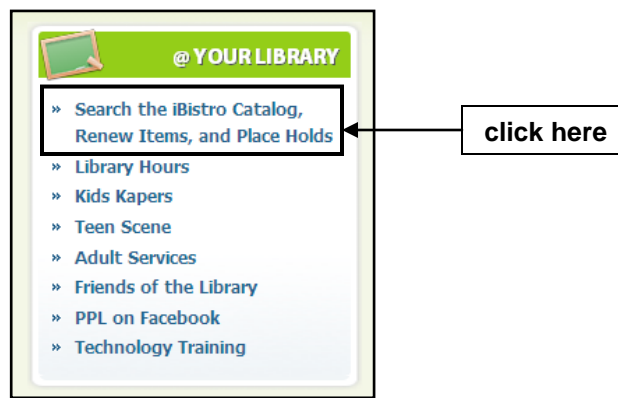 @ YOUR LIBRARY
» Search the iBistro Catalog,
Renew Items, and Place Holds
click here
» Library Hours
» Kids Kapers
» Teen Scene
» Adult Services
» Friends of the Library
» PPL on Facebook
» Technology Training